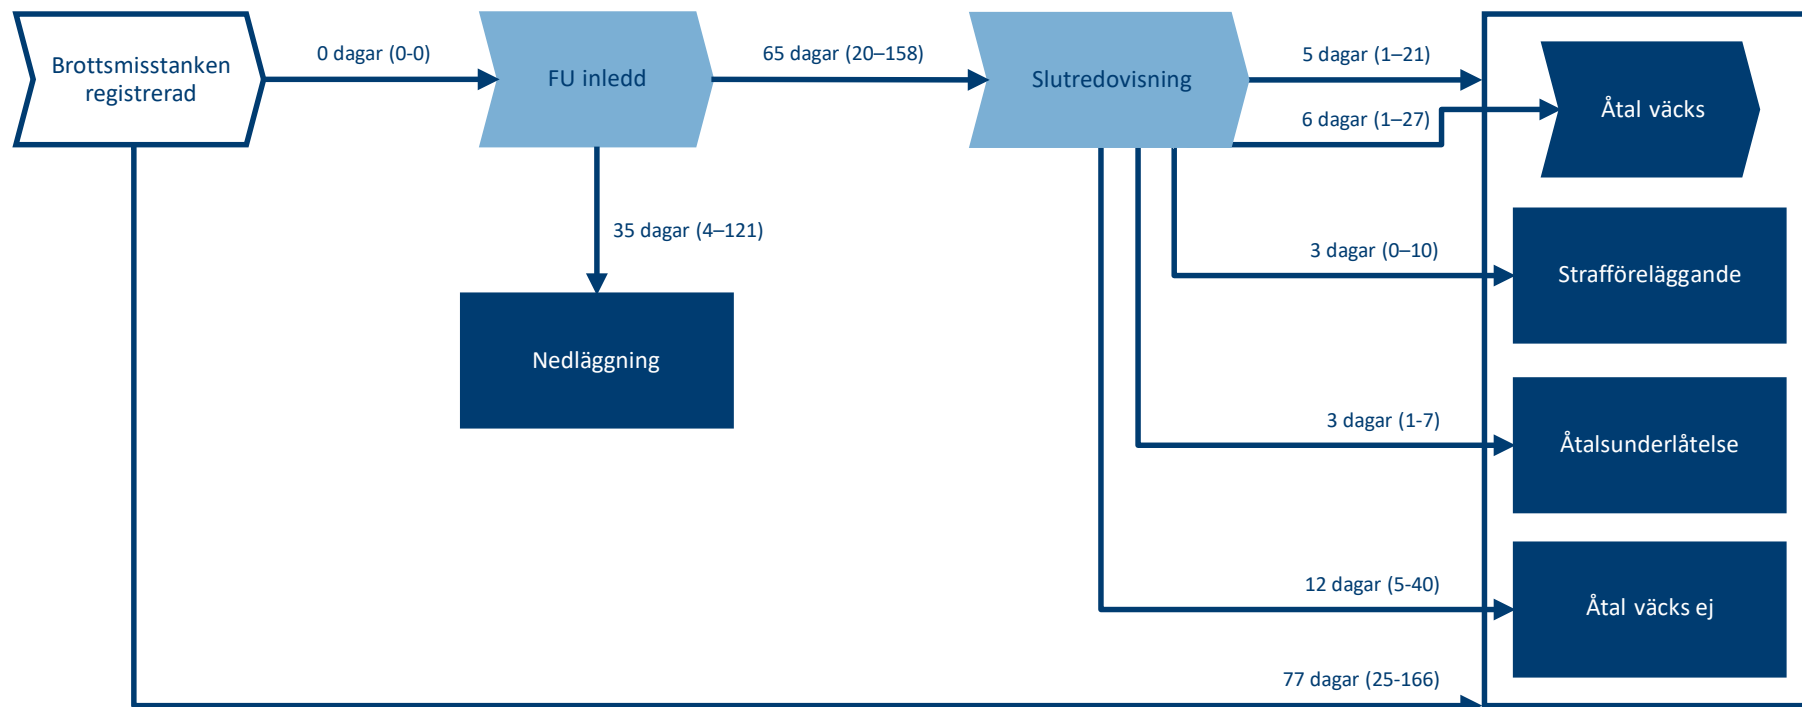 Brottsmisstanken
registrerad
0 dagar (0-0)
FU inledd
65 dagar (20–158)
Slutredovisning
5 dagar (1–21)
6 dagar (1–27)
Åtal väcks
35 dagar (4–121)
Nedläggning
3 dagar (0–10)
Strafföreläggande
3 dagar (1-7)
Åtalsunderlåtelse
12 dagar (5-40)
Åtal väcks ej
77 dagar (25-166)